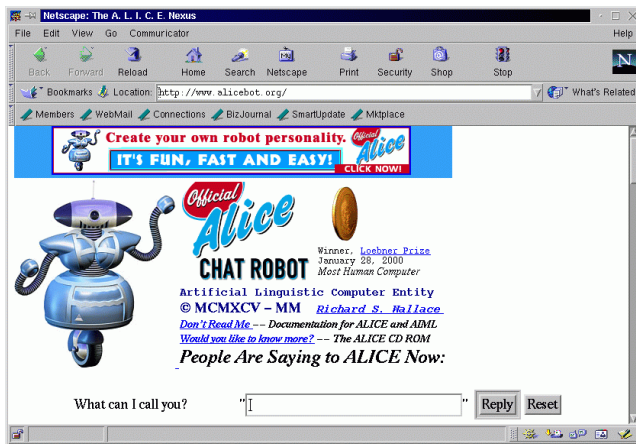 Netscape: The A. L. I. C. E. Nexus
File Edit View Go Communicator Help
Back Forward Reload Home Search Netscape Print Security Shop Stop N
Bookmarks Location: http://www.alicebot.org/ What's Related
Members WebMail Connections BizJournal SmartUpdate Mktplace
Create your own robot personality.
IT'S FUN, FAST AND EASY!
Official Alice
CLICK NOW!
Official
Alice
CHAT ROBOT
Winner, Loebner Prize
January 28, 2000
Most Human Computer
Artificial Linguistic Computer Entity
© MCMXCV – MM Richard S. Wallace
Don't Read Me -- Documentation for ALICE and AIML
Would you like to know more? -- The ALICE CD ROM
People Are Saying to ALICE Now:
What can I call you? " " Reply Reset